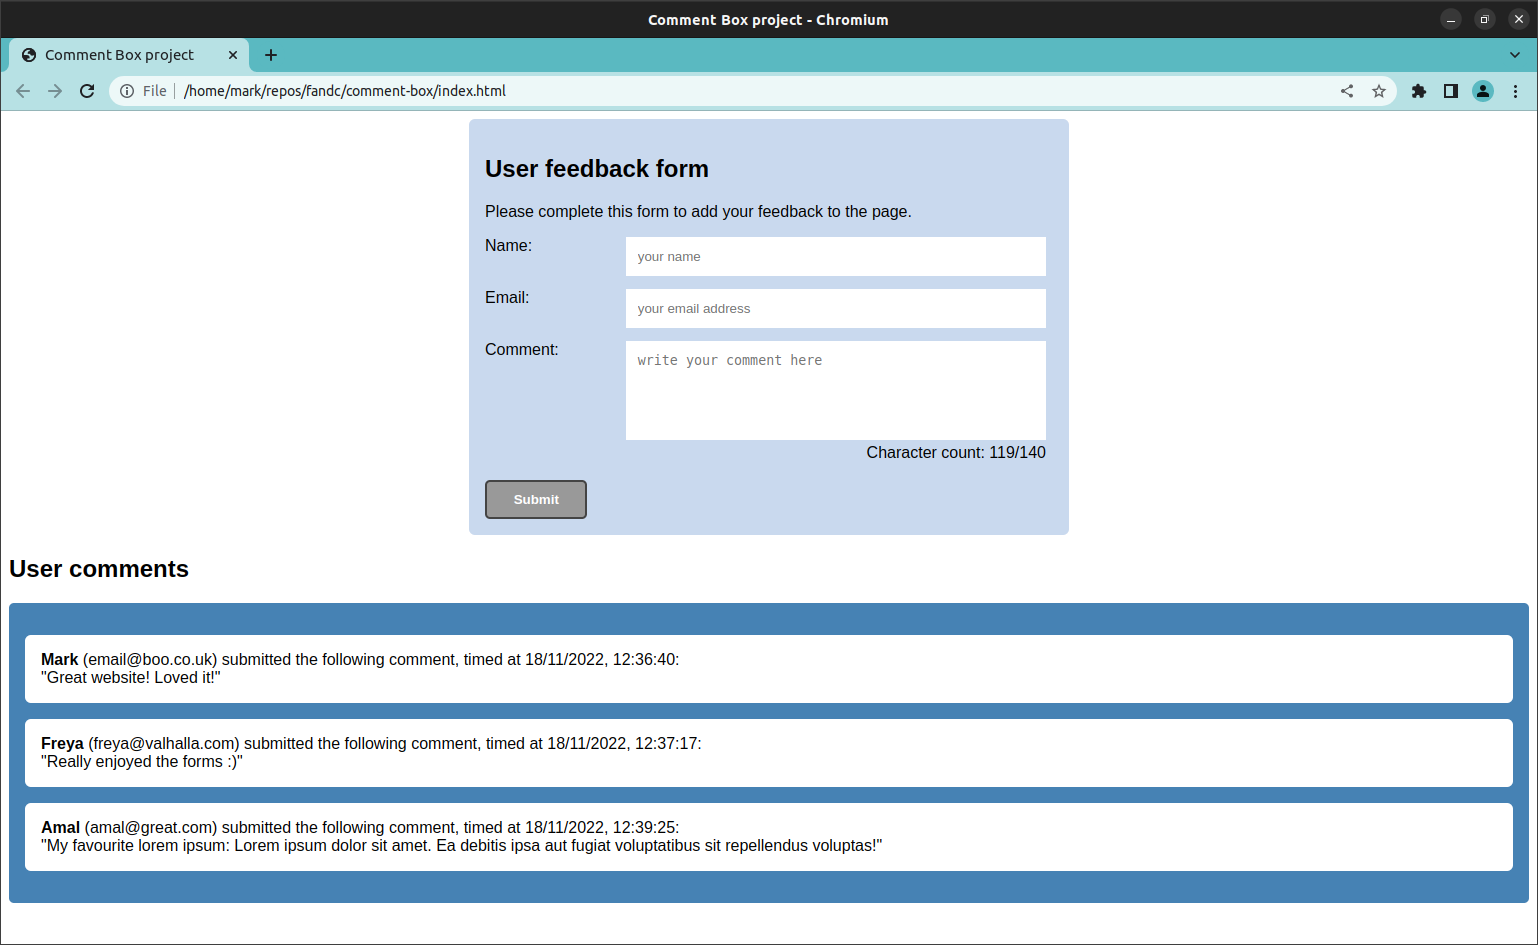 Comment Box project - Chromium
Comment Box project
File
/home/mark/repos/fandc/comment-box/index.html
User feedback form
Please complete this form to add your feedback to the page.
Name:
your name
Email:
your email address
Comment:
write your comment here
Character count: 119/140
Submit
User comments
Mark (email@boo.co.uk) submitted the following comment, timed at 18/11/2022, 12:36:40:
"Great website! Loved it!"
Freya (freya@valhalla.com) submitted the following comment, timed at 18/11/2022, 12:37:17:
"Really enjoyed the forms :)"
Amal (amal@great.com) submitted the following comment, timed at 18/11/2022, 12:39:25:
"My favourite lorem ipsum: Lorem ipsum dolor sit amet. Ea debitis ipsa aut fugiat voluptatibus sit repellendus voluptas!"